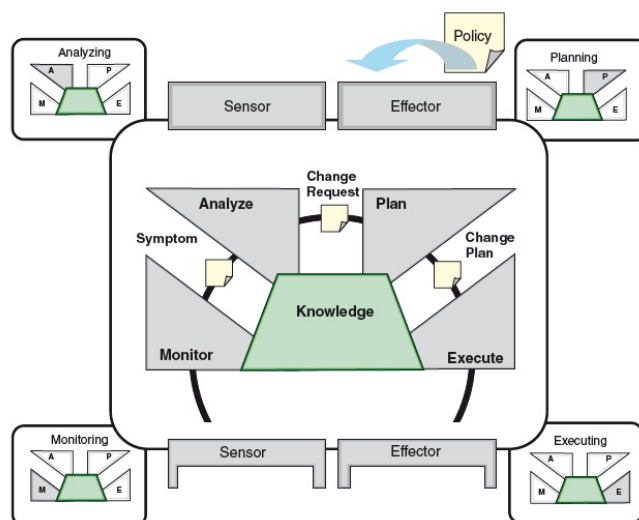 Analyzing
A
P
M
E
Sensor
Effector
Policy
Planning
A
P
M
E
Change
Request
Analyze
Plan
Symptom
Change
Plan
Knowledge
Monitor
Execute
Monitoring
A
P
M
E
Sensor
Effector
Executing
A
P
M
E